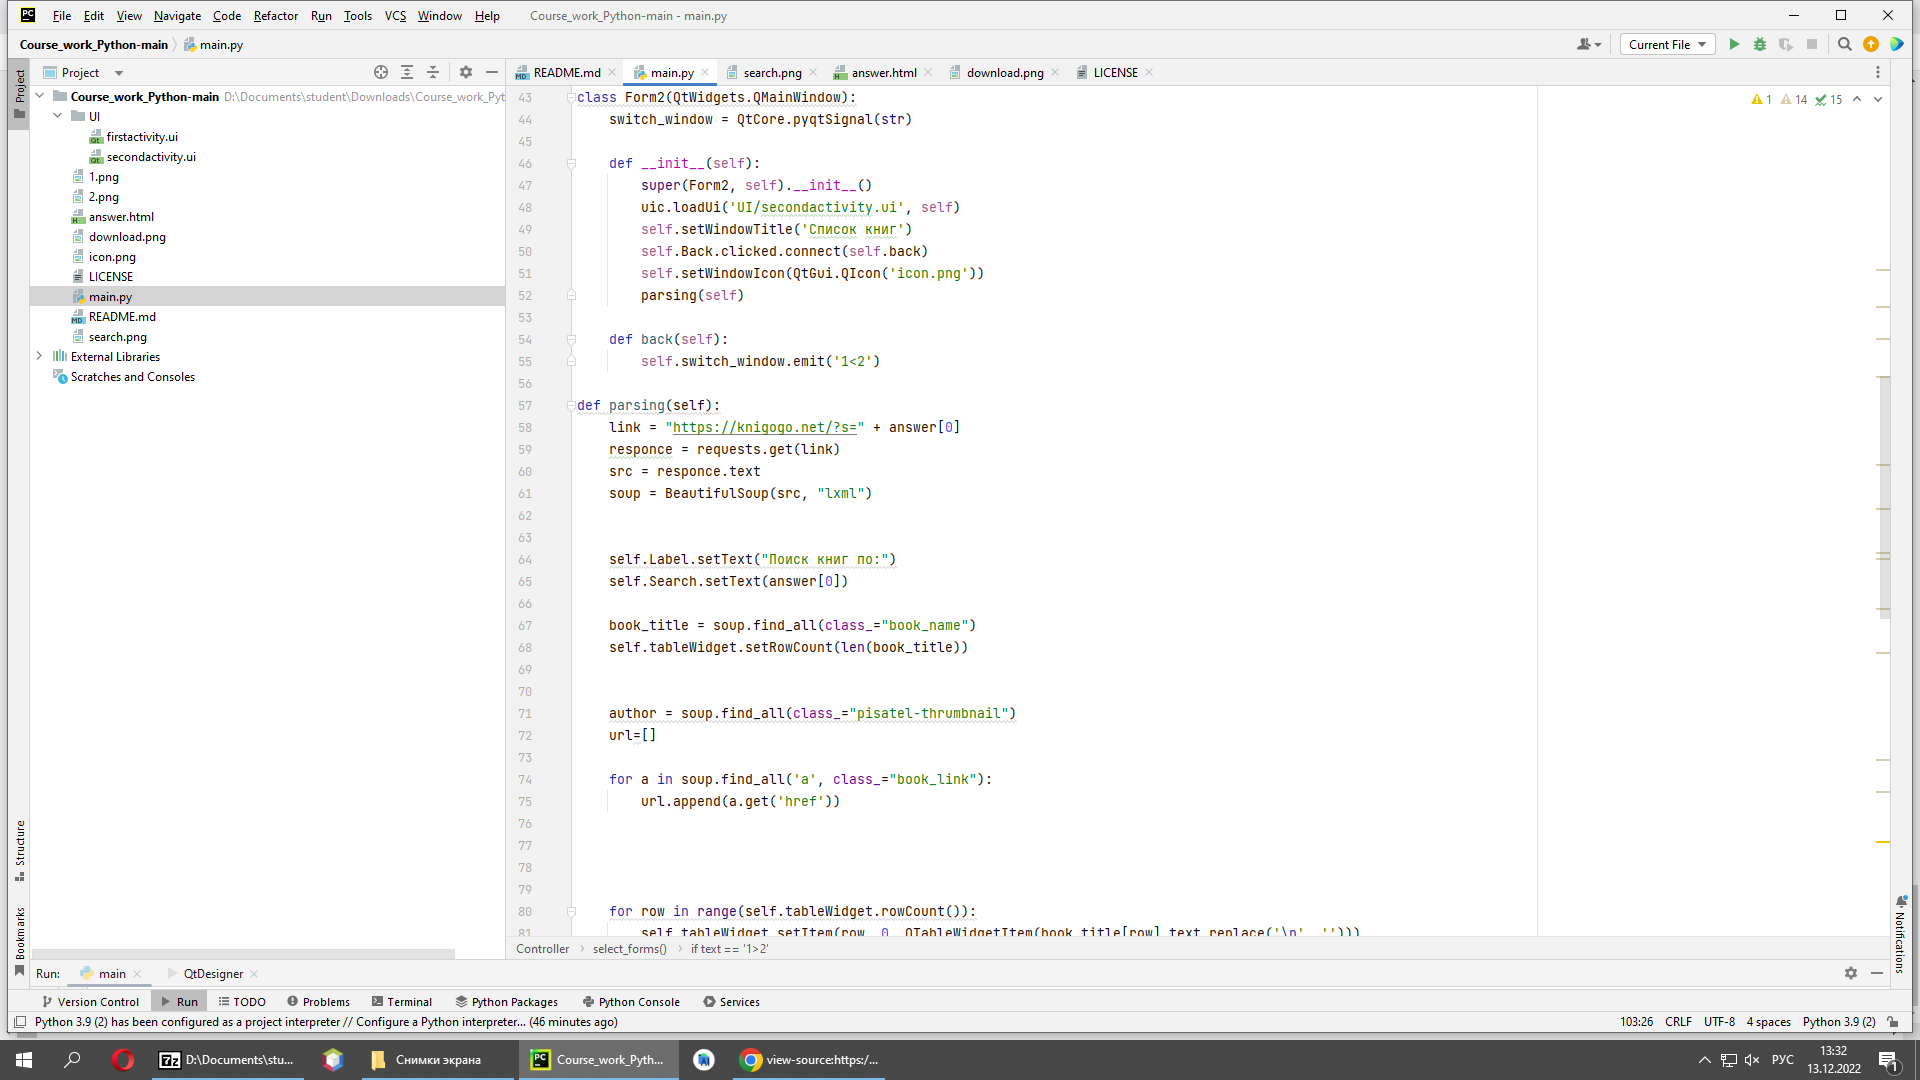 File Edit View Navigate Code Refactor Run Tools VCS Window Help Course_work_Python-main - main.py
Course_work_Python-main main.py Current File
Project README.md main.py search.png answer.html download.png LICENSE
Project
Course_work_Python-main D:\Documents\student\Downloads\Course_work_Pyt
UI
firstactivity.ui
secondactivity.ui
1.png
2.png
answer.html
download.png
icon.png
LICENSE
main.py
README.md
search.png
External Libraries
Scratches and Consoles
1 14 15
43 class Form2(QtWidgets.QMainWindow):
44 switch_window = QtCore.pyqtSignal(str)
45
46 def __init__(self):
47 super(Form2, self).__init__()
48 uic.loadUi('UI/secondactivity.ui', self)
49 self.setWindowTitle('Список книг')
50 self.Back.clicked.connect(self.back)
51 self.setWindowIcon(QtGui.QIcon('icon.png'))
52 parsing(self)
53
54 def back(self):
55 self.switch_window.emit('1<2')
56
57 def parsing(self):
58 link = "https://knigogo.net/?s=" + answer[0]
59 responce = requests.get(link)
60 src = responce.text
61 soup = BeautifulSoup(src, "lxml")
62
63
64 self.Label.setText("Поиск книг по:")
65 self.Search.setText(answer[0])
66
67 book_title = soup.find_all(class_="book_name")
68 self.tableWidget.setRowCount(len(book_title))
69
70
71 author = soup.find_all(class_="pisatel-thrumbnail")
72 url=[]
73
74 for a in soup.find_all('a', class_="book_link"):
75 url.append(a.get('href'))
76
77
78
79
80 for row in range(self.tableWidget.rowCount()):
81 self.tableWidget.setItem(row, 0, QTableWidgetItem(book_title[row].text.replace('\n', '')))
Controller select_forms() if text == '1>2'
Structure
Bookmarks
Notifications
Run: main QtDesigner
Version Control Run TODO Problems Terminal Python Packages Python Console Services
Python 3.9 (2) has been configured as a project interpreter // Configure a Python interpreter... (46 minutes ago) 103:26 CRLF UTF-8 4 spaces Python 3.9 (2)
D:\Documents\stu... Снимки экрана Course_work_Pyth... view-source:https:/... РУС 13:32
13.12.2022
1